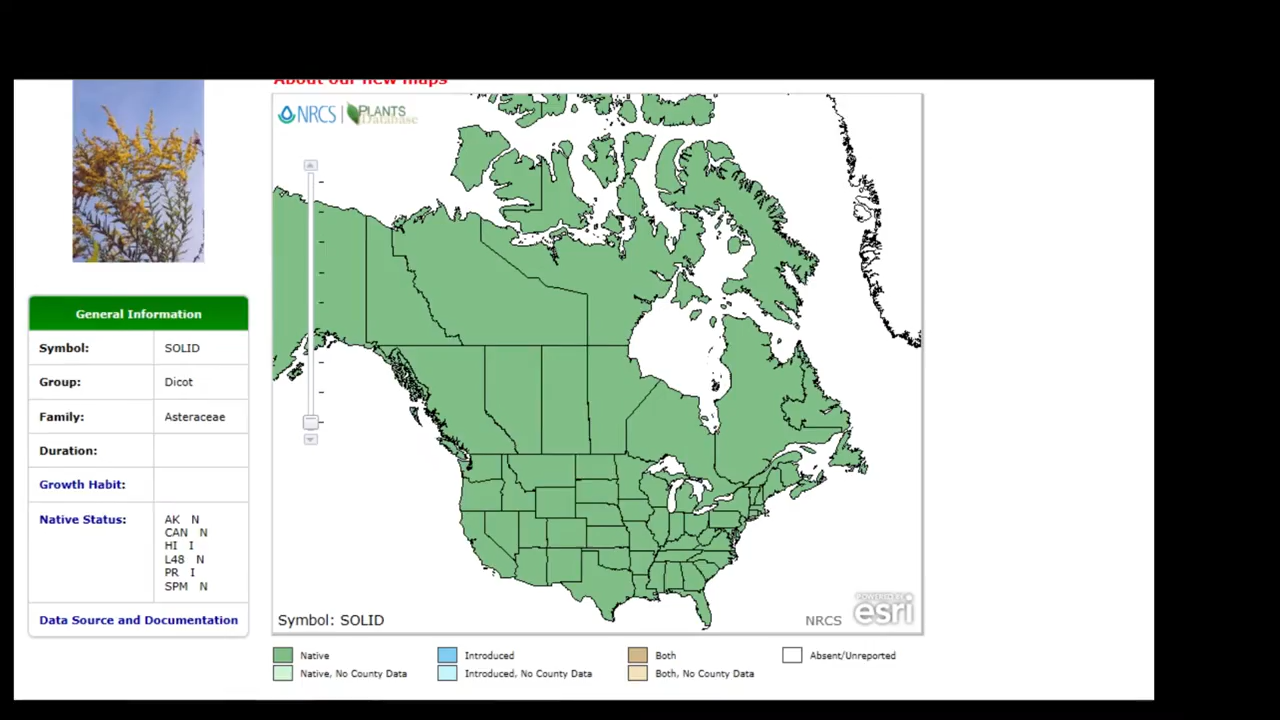 About our new maps
NRCS | PLANTS
Database
General Information
Symbol: SOLID
Group: Dicot
Family: Asteraceae
Duration:
Growth Habit:
Native Status: AK N
CAN N
HI I
L48 N
PR I
SPM N
Data Source and Documentation
Symbol: SOLID
NRCS
POWERED BY
esri
Native
Introduced
Both
Absent/Unreported
Native, No County Data
Introduced, No County Data
Both, No County Data